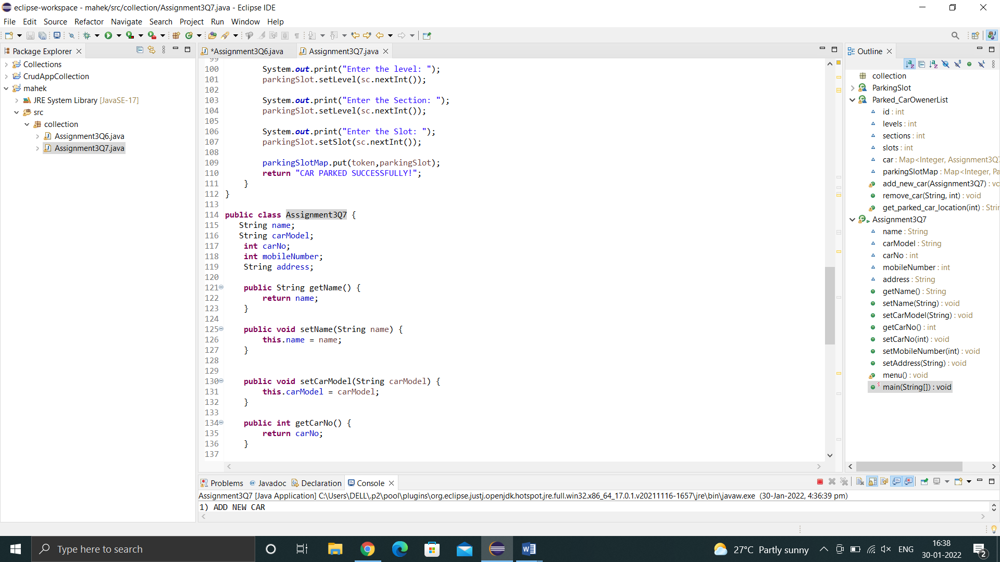 eclipse-workspace - mahek/src/collection/Assignment3Q7.java - Eclipse IDE
File Edit Source Refactor Navigate Search Project Run Window Help
Package Explorer
Collections
CrudAppCollection
mahek
JRE System Library [JavaSE-17]
src
collection
Assignment3Q6.java
Assignment3Q7.java
*Assignment3Q6.java Assignment3Q7.java
99
100 System.out.print("Enter the level: ");
101 parkingSlot.setLevel(sc.nextInt());
102
103 System.out.print("Enter the Section: ");
104 parkingSlot.setLevel(sc.nextInt());
105
106 System.out.print("Enter the Slot: ");
107 parkingSlot.setSlot(sc.nextInt());
108
109 parkingSlotMap.put(token,parkingSlot);
110 return "CAR PARKED SUCCESSFULLY!";
111 }
112 }
113
114 public class Assignment3Q7 {
115 String name;
116 String carModel;
117 int carNo;
118 int mobileNumber;
119 String address;
120
121 public String getName() {
122 return name;
123 }
124
125 public void setName(String name) {
126 this.name = name;
127 }
128
129
130 public void setCarModel(String carModel) {
131 this.carModel = carModel;
132 }
133
134 public int getCarNo() {
135 return carNo;
136 }
137
Outline
collection
ParkingSlot
Parked_CarOwenerList
id : int
levels : int
sections : int
slots : int
car : Map<Integer, Assignment3Q7
parkingSlotMap : Map<Integer, Pa
add_new_car(Assignment3Q7) : vo
remove_car(String, int) : void
get_parked_car_location(int) : Strin
Assignment3Q7
name : String
carModel : String
carNo : int
mobileNumber : int
address : String
getName() : String
setName(String) : void
setCarModel(String) : void
getCarNo() : int
setCarNo(int) : void
setMobileNumber(int) : void
setAddress(String) : void
menu() : void
main(String[]) : void
Problems Javadoc Declaration Console
Assignment3Q7 [Java Application] C:\Users\DELL\.p2\pool\plugins\org.eclipse.justj.openjdk.hotspot.jre.full.win32.x86_64_17.0.1.v20211116-1657\jre\bin\javaw.exe (30-Jan-2022, 4:36:39 pm)
1) ADD NEW CAR
Type here to search
27°C Partly sunny
ENG
16:38
30-01-2022
2